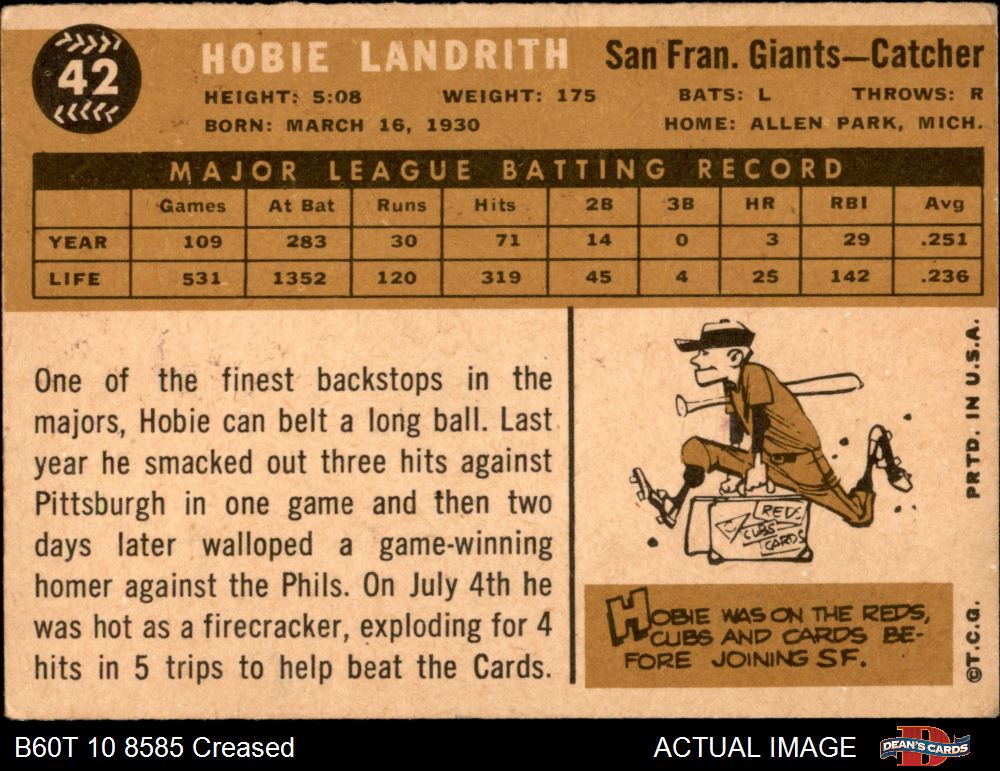 42
HOBIE LANDRITH San Fran. Giants—Catcher
HEIGHT: 5:08 WEIGHT: 175 BATS: L THROWS: R
BORN: MARCH 16, 1930 HOME: ALLEN PARK, MICH.
MAJOR LEAGUE BATTING RECORD
Games At Bat Runs Hits 2B 3B HR RBI Avg
YEAR 109 283 30 71 14 0 3 29 .251
LIFE 531 1352 120 319 45 4 25 142 .236
One of the finest backstops in the
majors, Hobie can belt a long ball. Last
year he smacked out three hits against
Pittsburgh in one game and then two
days later walloped a game-winning
homer against the Phils. On July 4th he
was hot as a firecracker, exploding for 4
hits in 5 trips to help beat the Cards.
REDS
CUBS
CARDS
HOBIE WAS ON THE REDS,
CUBS AND CARDS BE-
FORE JOINING SF.
PRTD. IN U.S.A.
©T.C.G.
B60T 10 8585 Creased ACTUAL IMAGE
DEAN'S CARDS